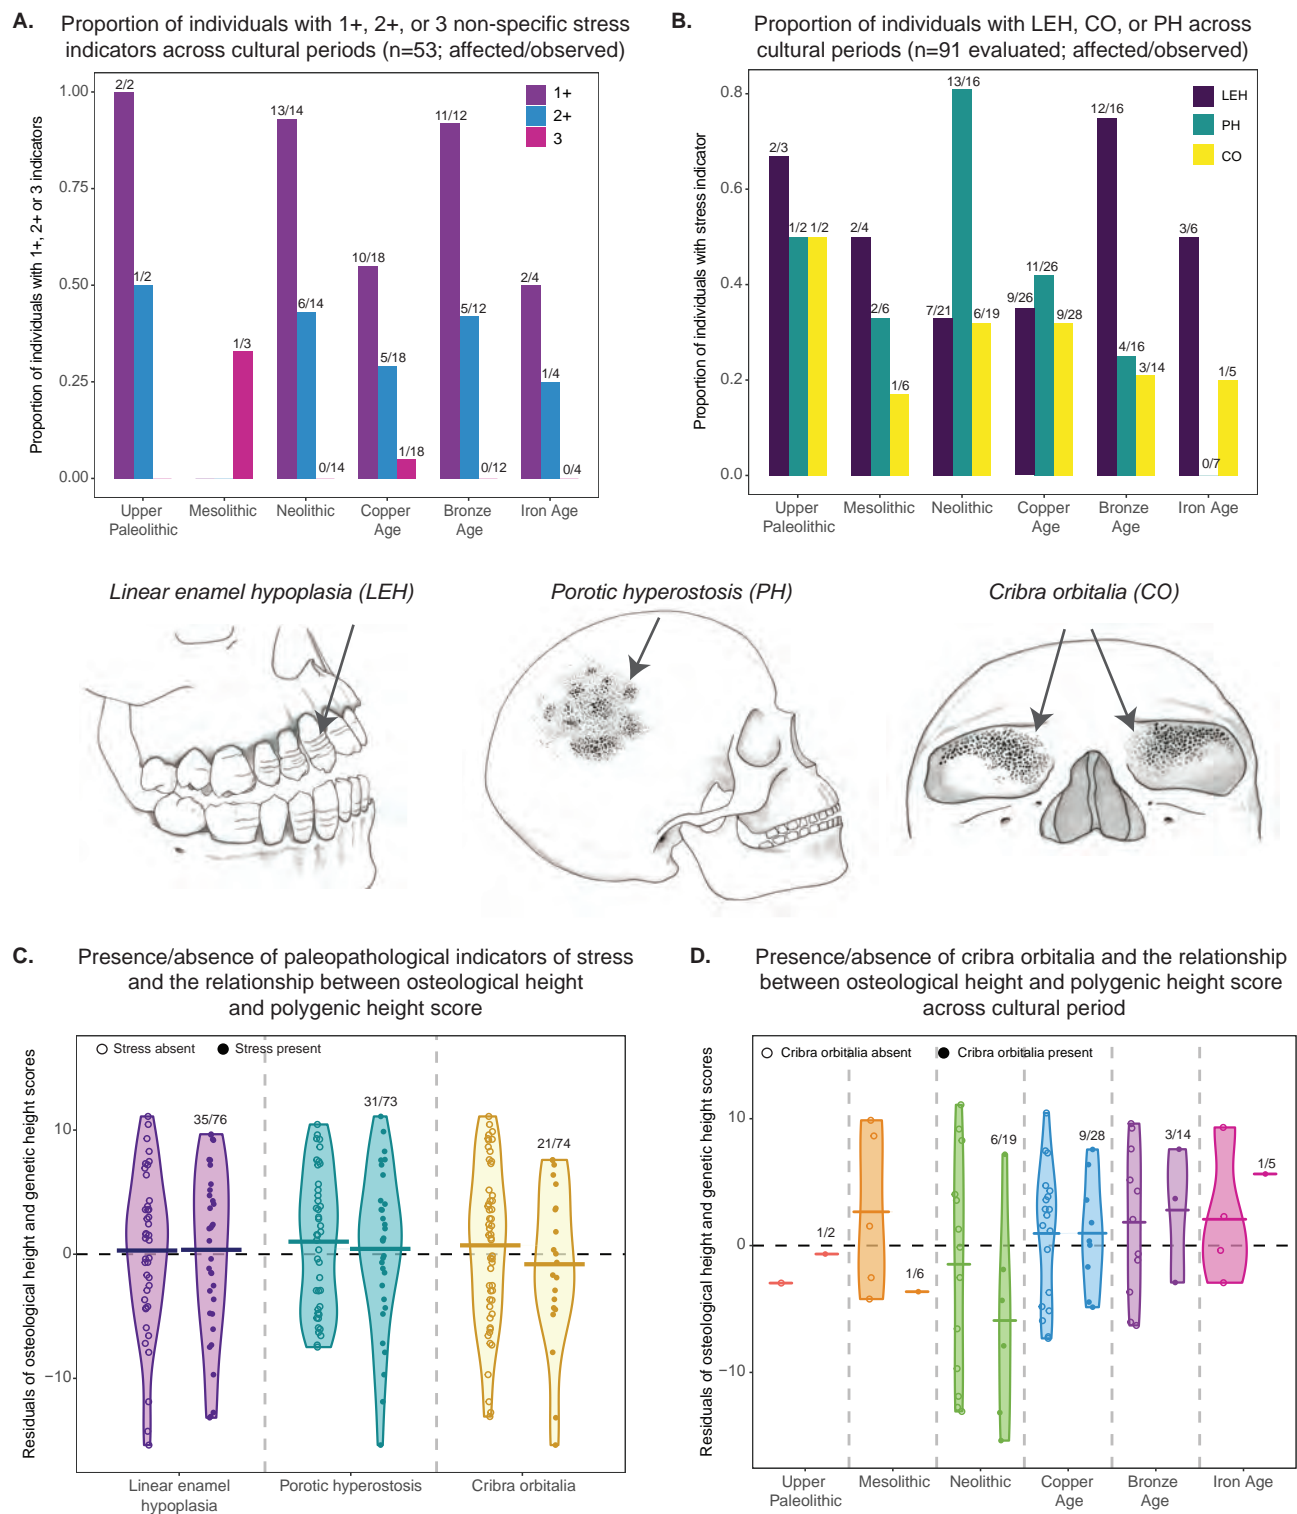 A. Proportion of individuals with 1+, 2+, or 3 non-specific stress
indicators across cultural periods (n=53; affected/observed)
Proportion of individuals with 1+, 2+ or 3 indicators
1.00
0.75
0.50
0.25
0.00
1+
2+
3
2/2
1/2
1/3
13/14
6/14
0/14
10/18
5/18
1/18
11/12
5/12
0/12
2/4
1/4
0/4
Upper
Paleolithic
Mesolithic
Neolithic
Copper
Age
Bronze
Age
Iron Age
B. Proportion of individuals with LEH, CO, or PH across
cultural periods (n=91 evaluated; affected/observed)
Proportion of individuals with stress indicator
0.8
0.6
0.4
0.2
0.0
LEH
PH
CO
2/3
1/2
1/2
2/4
2/6
1/6
7/21
13/16
6/19
9/26
11/26
9/28
12/16
4/16
3/14
3/6
0/7
1/5
Upper
Paleolithic
Mesolithic
Neolithic
Copper
Age
Bronze
Age
Iron Age
Linear enamel hypoplasia (LEH)
Porotic hyperostosis (PH)
Cribra orbitalia (CO)
C. Presence/absence of paleopathological indicators of stress
and the relationship between osteological height
and polygenic height score
Residuals of osteological height and genetic height scores
10
0
−10
Stress absent
Stress present
35/76
31/73
21/74
Linear enamel
hypoplasia
Porotic hyperostosis
Cribra orbitalia
D. Presence/absence of cribra orbitalia and the relationship
between osteological height and polygenic height score
across cultural period
Residuals of osteological height and genetic height scores
10
0
−10
Cribra orbitalia absent
Cribra orbitalia present
1/2
1/6
6/19
9/28
3/14
1/5
Upper
Paleolithic
Mesolithic
Neolithic
Copper
Age
Bronze
Age
Iron Age